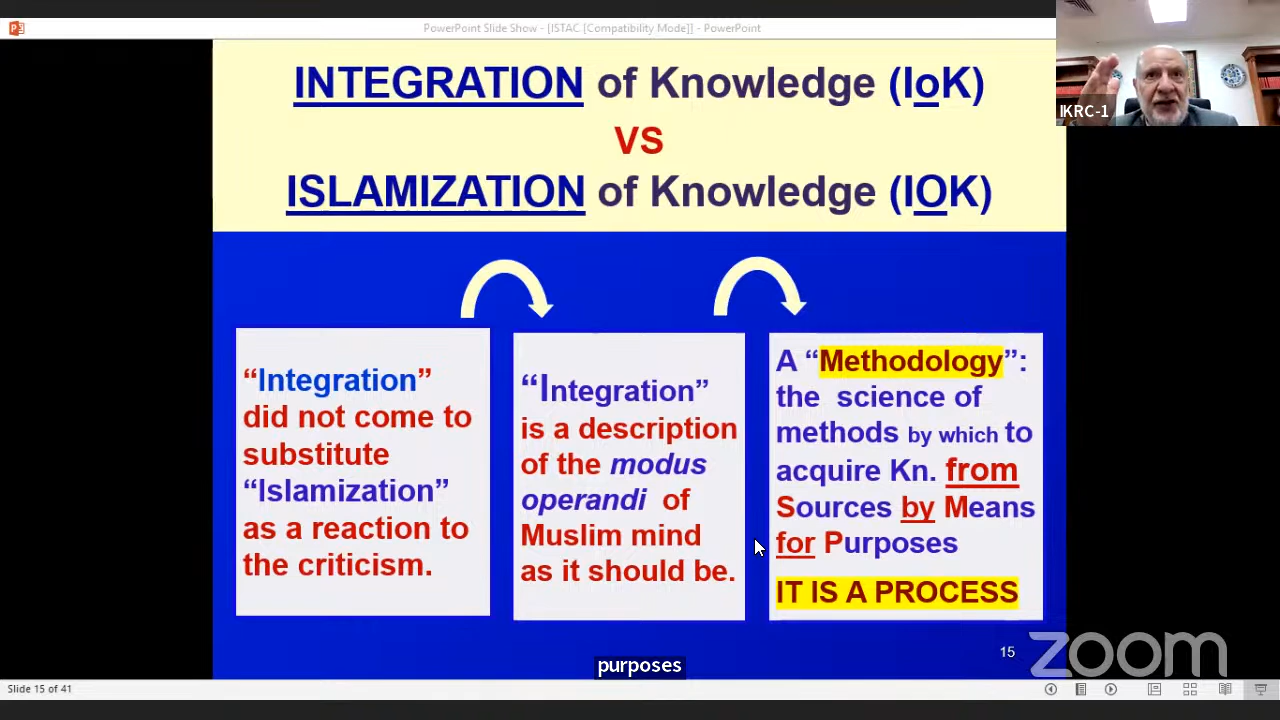 PowerPoint Slide Show - [ISTAC [Compatibility Mode]] - PowerPoint
IKRC-1
INTEGRATION of Knowledge (IoK)
VS
ISLAMIZATION of Knowledge (IOK)
“Integration”
did not come to
substitute
“Islamization”
as a reaction to
the criticism.
“Integration”
is a description
of the modus
operandi of
Muslim mind
as it should be.
A “Methodology”:
the science of
methods by which to
acquire Kn. from
Sources by Means
for Purposes
IT IS A PROCESS
15
zoom
purposes
Slide 15 of 41